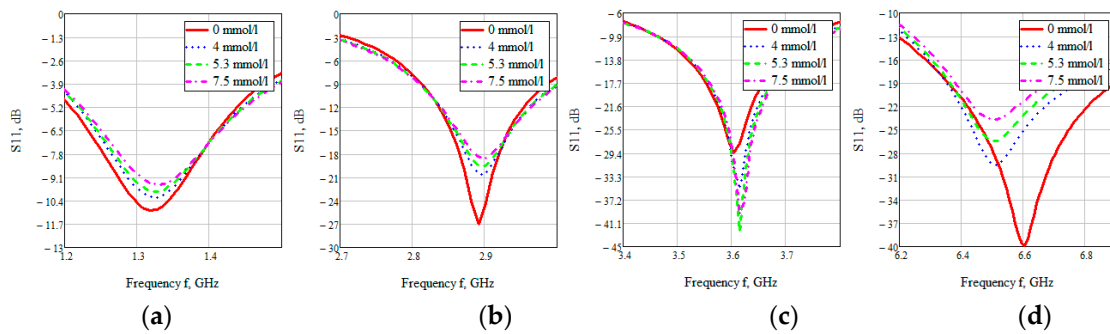 0
– 1.3
– 2.6
– 3.9
– 5.2
– 6.5
– 7.8
– 9.1
– 10.4
– 11.7
– 13
S11, dB
1.2
1.3
1.4
Frequency f, GHz
0 mmol/l
4 mmol/l
5.3 mmol/l
7.5 mmol/l
(a)
0
– 3
– 6
– 9
– 12
– 15
– 18
– 21
– 24
– 27
– 30
S11, dB
2.7
2.8
2.9
Frequency f, GHz
0 mmol/l
4 mmol/l
5.3 mmol/l
7.5 mmol/l
(b)
– 6
– 9.9
– 13.8
– 17.7
– 21.6
– 25.5
– 29.4
– 33.3
– 37.2
– 41.1
– 45
S11, dB
3.4
3.5
3.6
3.7
Frequency f, GHz
0 mmol/l
4 mmol/l
5.3 mmol/l
7.5 mmol/l
(c)
– 10
– 13
– 16
– 19
– 22
– 25
– 28
– 31
– 34
– 37
– 40
S11, dB
6.2
6.4
6.6
6.8
Frequency f, GHz
0 mmol/l
4 mmol/l
5.3 mmol/l
7.5 mmol/l
(d)